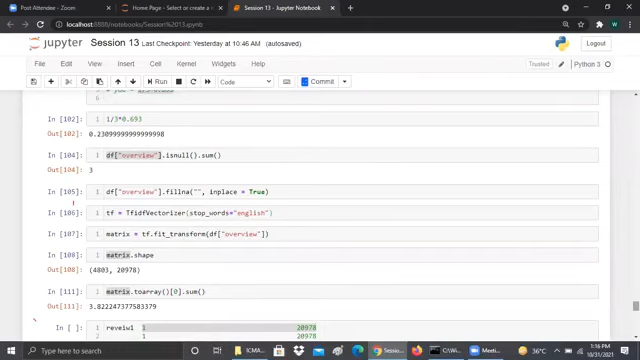 Post Attendee - Zoom
Home Page - Select or create a n
Session 13 - Jupyter Notebook
localhost:8888/notebooks/Session%2013.ipynb
jupyter Session 13 Last Checkpoint: Yesterday at 10:46 AM (autosaved)
Logout
File Edit View Insert Cell Kernel Widgets Help
Trusted
Python 3
Run
Code
Commit
6
In [102]: 1 1/3*0.693
Out[102]: 0.23099999999999998
In [104]: 1 df["overview"].isnull().sum()
Out[104]: 3
In [105]: 1 df["overview"].fillna("", inplace = True)
In [106]: 1 tf = TfidfVectorizer(stop_words="english")
In [107]: 1 matrix = tf.fit_transform(df["overview"])
In [108]: 1 matrix.shape
Out[108]: (4803, 20978)
In [111]: 1 matrix.toarray()[0].sum()
Out[111]: 3.822247377583379
In [ ]: reveiw1 1 20978
2 1 20978
Type here to search
ICMA
Sessic
C:\Wi
Meeti
36°C
1:16 PM
10/31/2021